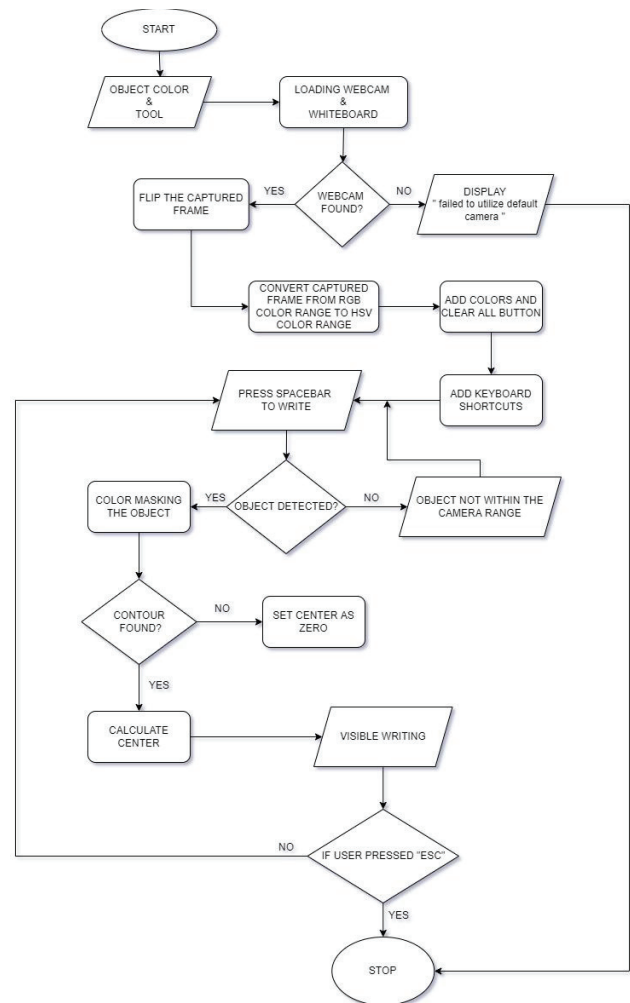 START
OBJECT COLOR
&
TOOL
LOADING WEBCAM
&
WHITEBOARD
WEBCAM
FOUND?
YES
NO
FLIP THE CAPTURED
FRAME
DISPLAY
" failed to utilize default
camera "
CONVERT CAPTURED
FRAME FROM RGB
COLOR RANGE TO HSV
COLOR RANGE
ADD COLORS AND
CLEAR ALL BUTTON
ADD KEYBOARD
SHORTCUTS
PRESS SPACEBAR
TO WRITE
OBJECT DETECTED?
YES
NO
COLOR MASKING
THE OBJECT
OBJECT NOT WITHIN THE
CAMERA RANGE
CONTOUR
FOUND?
NO
SET CENTER AS
ZERO
YES
CALCULATE
CENTER
VISIBLE WRITING
IF USER PRESSED "ESC"
NO
YES
STOP